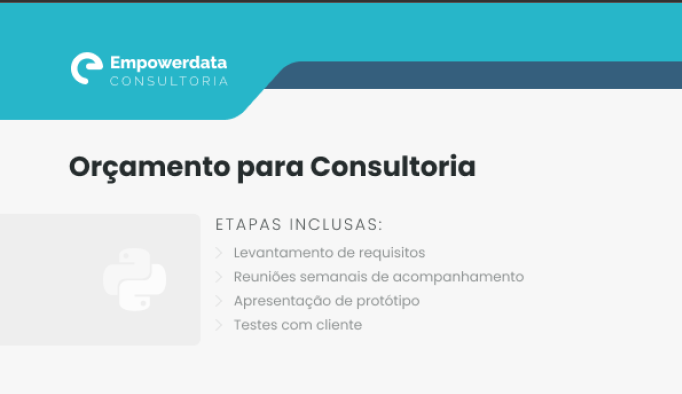 Empowerdata
CONSULTORIA
Orçamento para Consultoria
ETAPAS INCLUSAS:
Levantamento de requisitos
Reuniões semanais de acompanhamento
Apresentação de protótipo
Testes com cliente